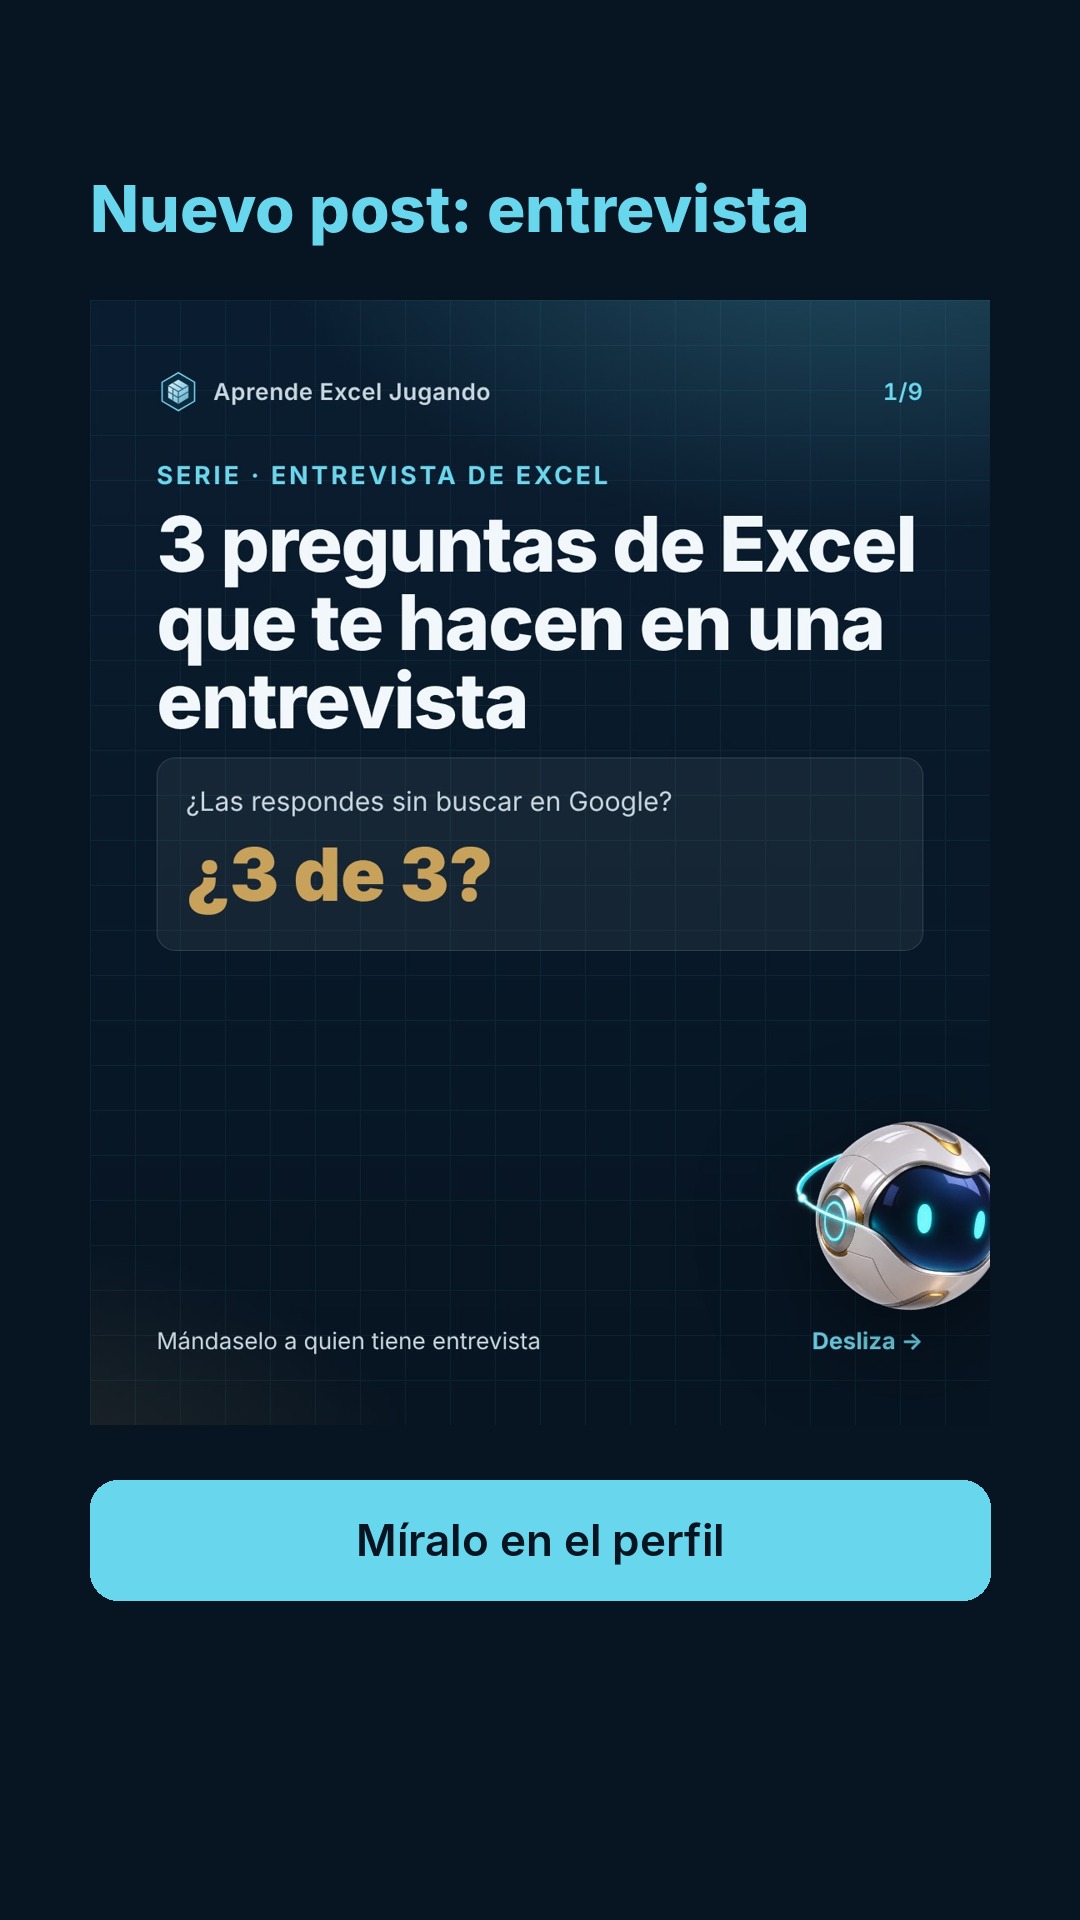 Nuevo post: entrevista
Aprende Excel Jugando
1/9
SERIE · ENTREVISTA DE EXCEL
3 preguntas de Excel
que te hacen en una
entrevista
¿Las respondes sin buscar en Google?
¿3 de 3?
Mándaselo a quien tiene entrevista
Desliza →
Míralo en el perfil